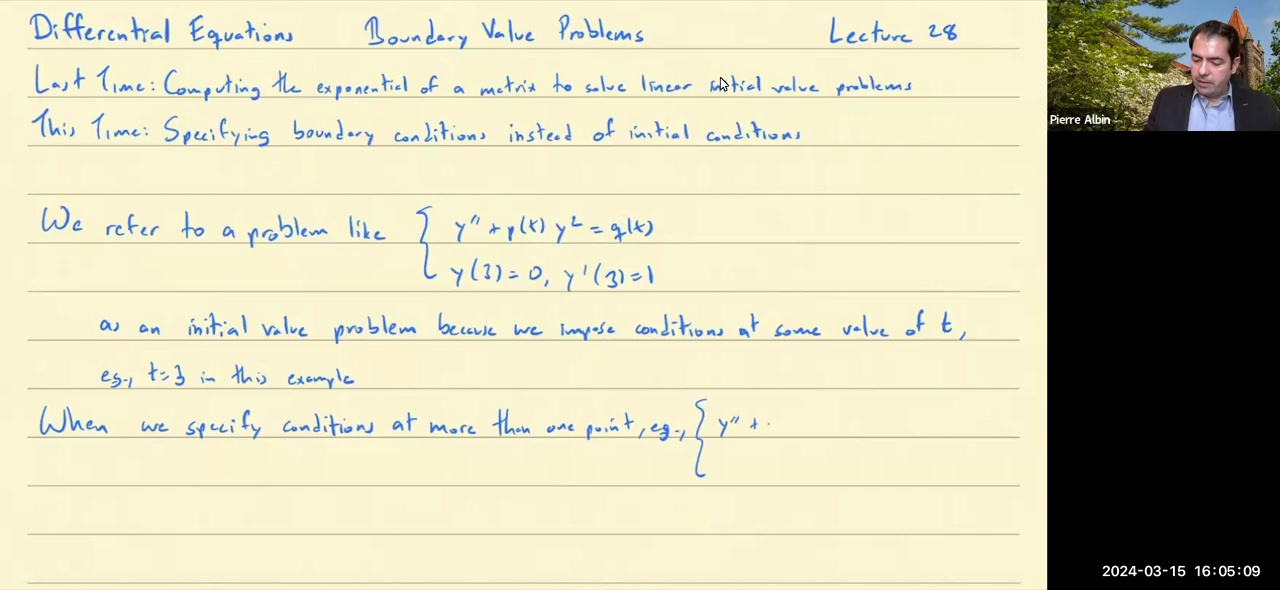 Differential Equations Boundary Value Problems Lecture 28
Last Time: Computing the exponential of a matrix to solve linear initial value problems
This Time: Specifying boundary conditions instead of initial conditions
We refer to a problem like { y'' + p(t) y² = q(t)
y(3) = 0, y'(3) = 1
as an initial value problem because we impose conditions at some value of t,
eg., t=3 in this example
When we specify conditions at more than one point, eg., { y'' +
Pierre Albin
2024-03-15 16:05:09